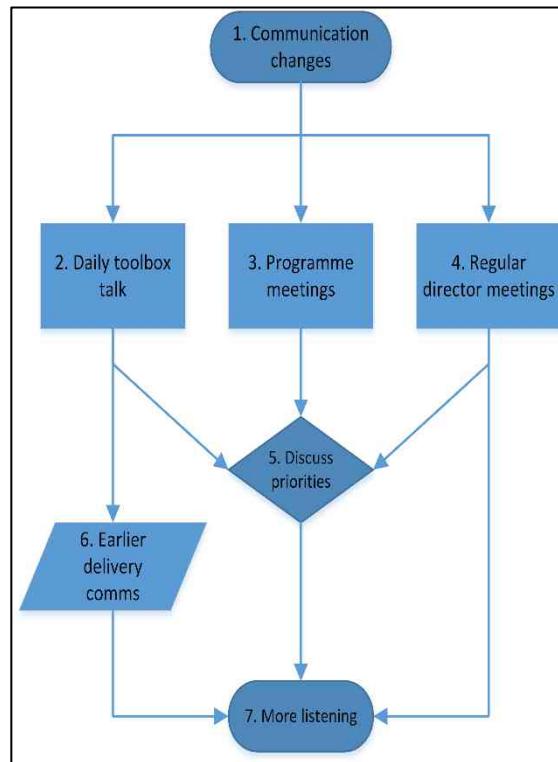 1. Communication
changes
2. Daily toolbox
talk
3. Programme
meetings
4. Regular
director meetings
5. Discuss
priorities
6. Earlier
delivery
comms
7. More listening